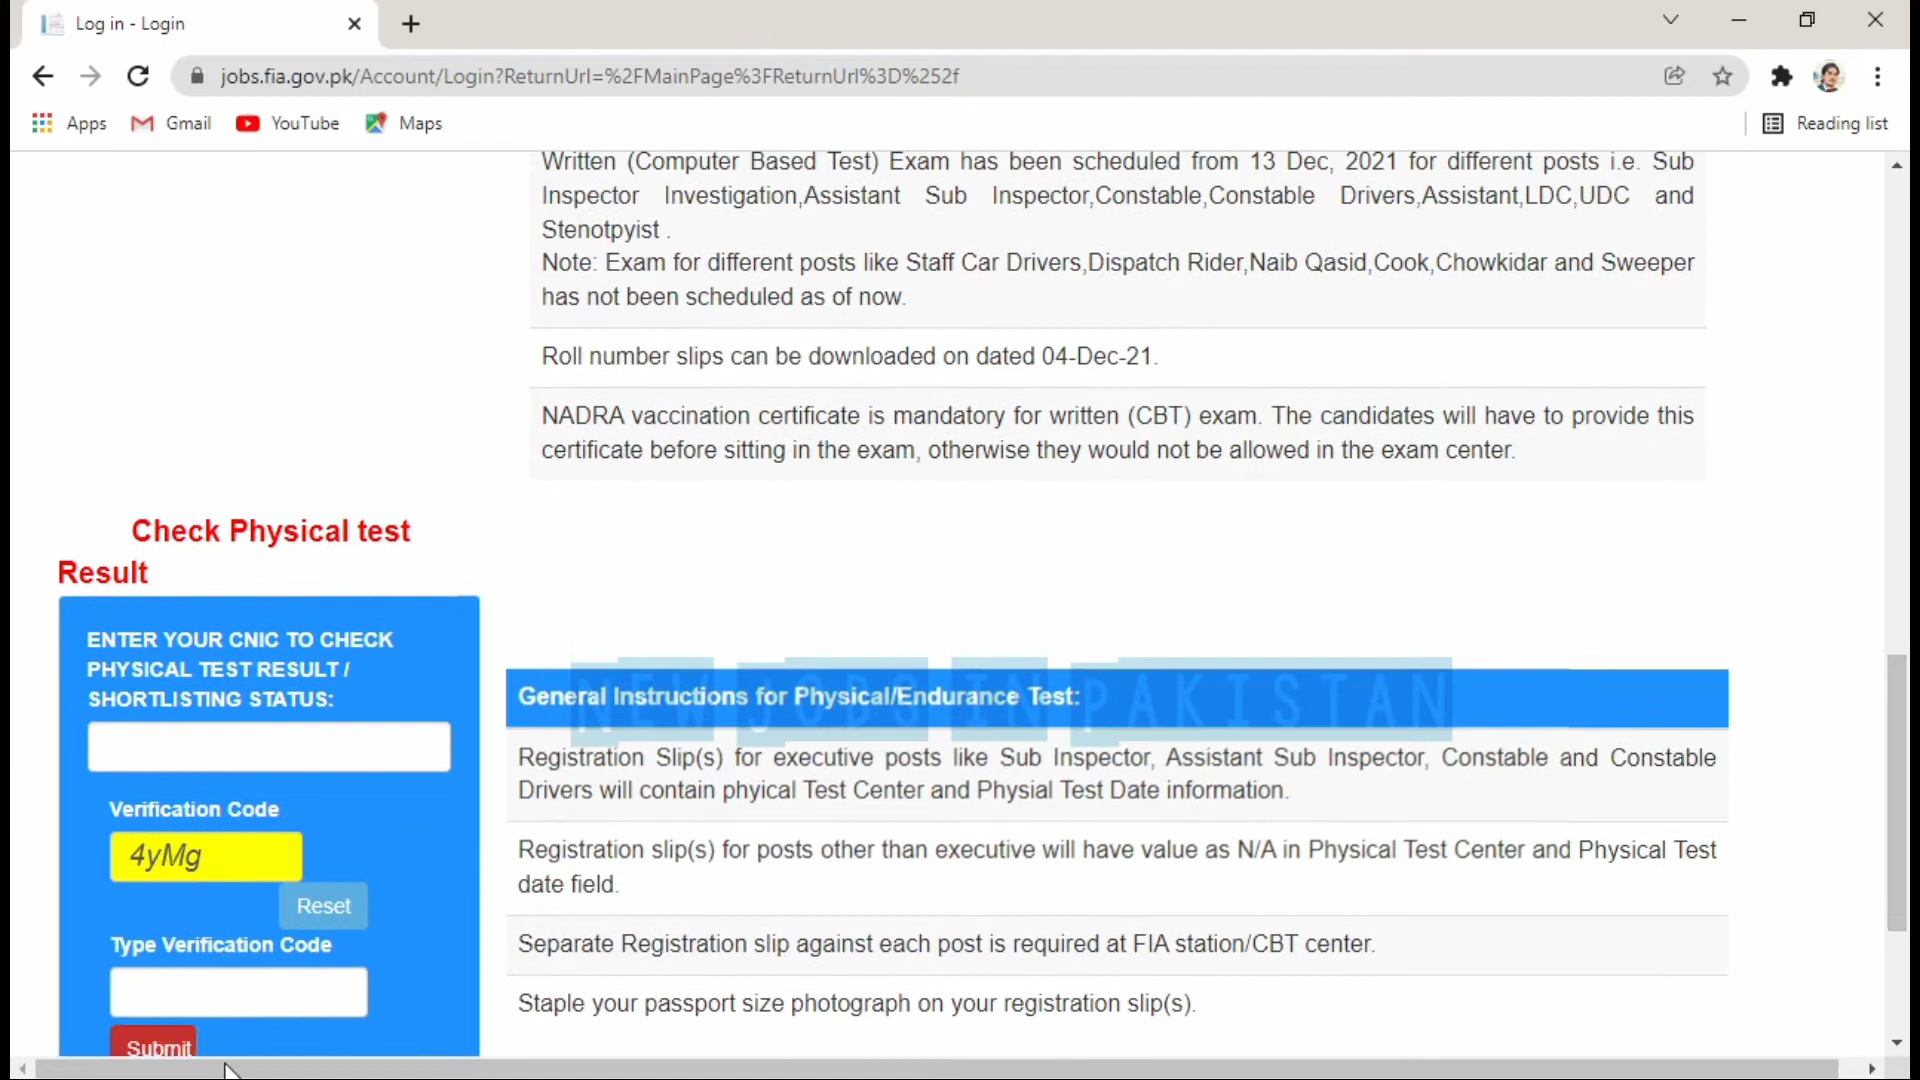 Log in - Login
jobs.fia.gov.pk/Account/Login?ReturnUrl=%2FMainPage%3FReturnUrl%3D%252f
Apps Gmail YouTube Maps Reading list
Written (Computer Based Test) Exam has been scheduled from 13 Dec, 2021 for different posts i.e. Sub
Inspector Investigation,Assistant Sub Inspector,Constable,Constable Drivers,Assistant,LDC,UDC and
Stenotpyist .
Note: Exam for different posts like Staff Car Drivers,Dispatch Rider,Naib Qasid,Cook,Chowkidar and Sweeper
has not been scheduled as of now.
Roll number slips can be downloaded on dated 04-Dec-21.
NADRA vaccination certificate is mandatory for written (CBT) exam. The candidates will have to provide this
certificate before sitting in the exam, otherwise they would not be allowed in the exam center.
Check Physical test
Result
ENTER YOUR CNIC TO CHECK
PHYSICAL TEST RESULT /
SHORTLISTING STATUS:
Verification Code
4yMg
Reset
Type Verification Code
Submit
General Instructions for Physical/Endurance Test:
NEW JOBS IN PAKISTAN
Registration Slip(s) for executive posts like Sub Inspector, Assistant Sub Inspector, Constable and Constable
Drivers will contain phyical Test Center and Physial Test Date information.
Registration slip(s) for posts other than executive will have value as N/A in Physical Test Center and Physical Test
date field.
Separate Registration slip against each post is required at FIA station/CBT center.
Staple your passport size photograph on your registration slip(s).